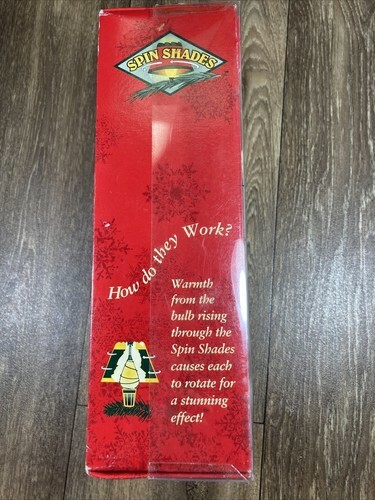 SPIN SHADES
How do they Work?
Warmth
from the
bulb rising
through the
Spin Shades
causes each
to rotate for
a stunning
effect!